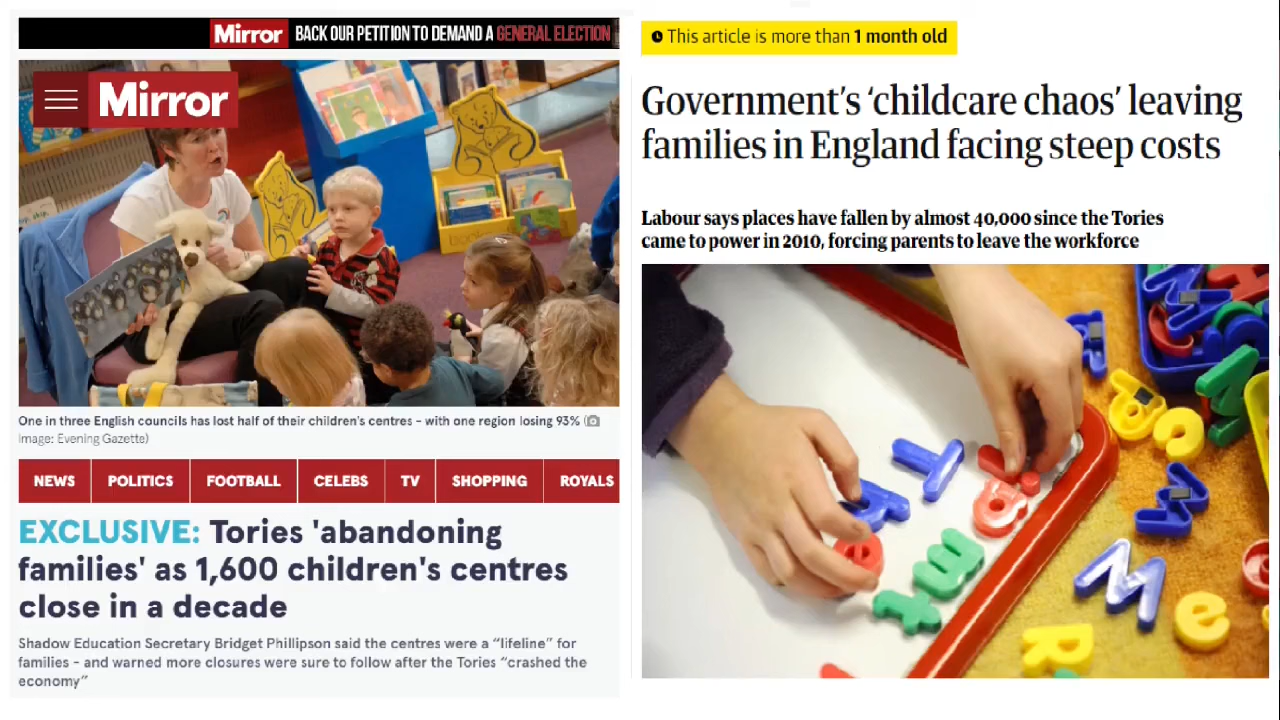 Mirror BACK OUR PETITION TO DEMAND A GENERAL ELECTION
Mirror
One in three English councils has lost half of their children's centres - with one region losing 93% (
Image: Evening Gazette)
NEWS POLITICS FOOTBALL CELEBS TV SHOPPING ROYALS
EXCLUSIVE: Tories 'abandoning
families' as 1,600 children's centres
close in a decade
Shadow Education Secretary Bridget Phillipson said the centres were a “lifeline” for
families - and warned more closures were sure to follow after the Tories “crashed the
economy”
This article is more than 1 month old
Government's ‘childcare chaos’ leaving
families in England facing steep costs
Labour says places have fallen by almost 40,000 since the Tories
came to power in 2010, forcing parents to leave the workforce